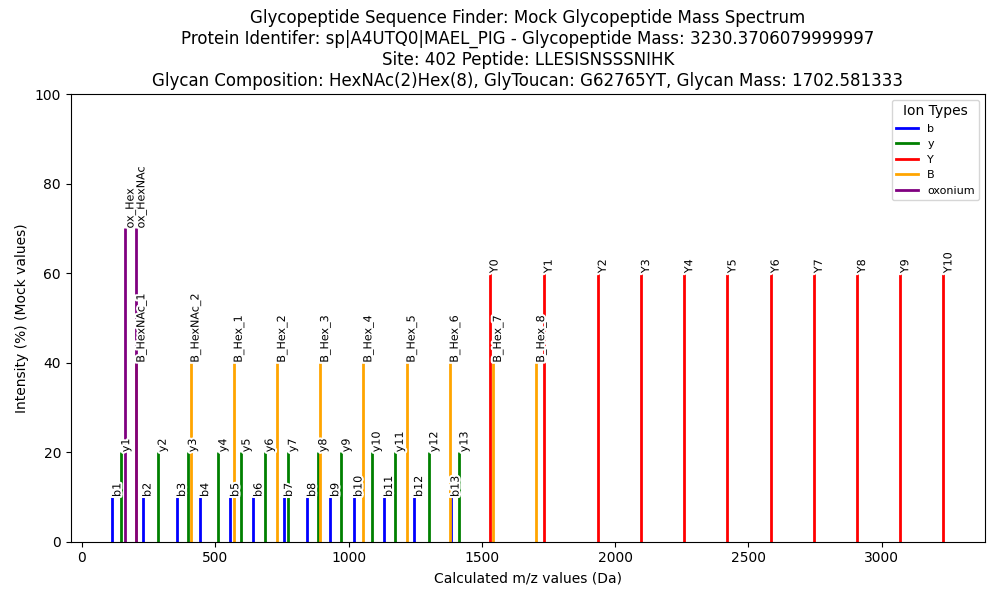 Glycopeptide Sequence Finder: Mock Glycopeptide Mass Spectrum
Protein Identifer: sp|A4UTQ0|MAEL_PIG - Glycopeptide Mass: 3230.3706079999997
Site: 402 Peptide: LLESISNSSSNIHK
Glycan Composition: HexNAc(2)Hex(8), GlyToucan: G62765YT, Glycan Mass: 1702.581333
Intensity (%) (Mock values)
100
80
60
40
20
0
Ion Types
b
y
Y
B
oxonium
ox_Hex
ox_HexNAc
Y0
Y1
Y2
Y3
Y4
Y5
Y6
Y7
Y8
Y9
Y10
B_HexNAc_1
B_HexNAc_2
B_Hex_1
B_Hex_2
B_Hex_3
B_Hex_4
B_Hex_5
B_Hex_6
B_Hex_7
B_Hex_8
y1
y2
y3
y4
y5
y6
y7
y8
y9
y10
y11
y12
y13
b1
b2
b3
b4
b5
b6
b7
b8
b9
b10
b11
b12
b13
0
500
1000
1500
2000
2500
3000
Calculated m/z values (Da)